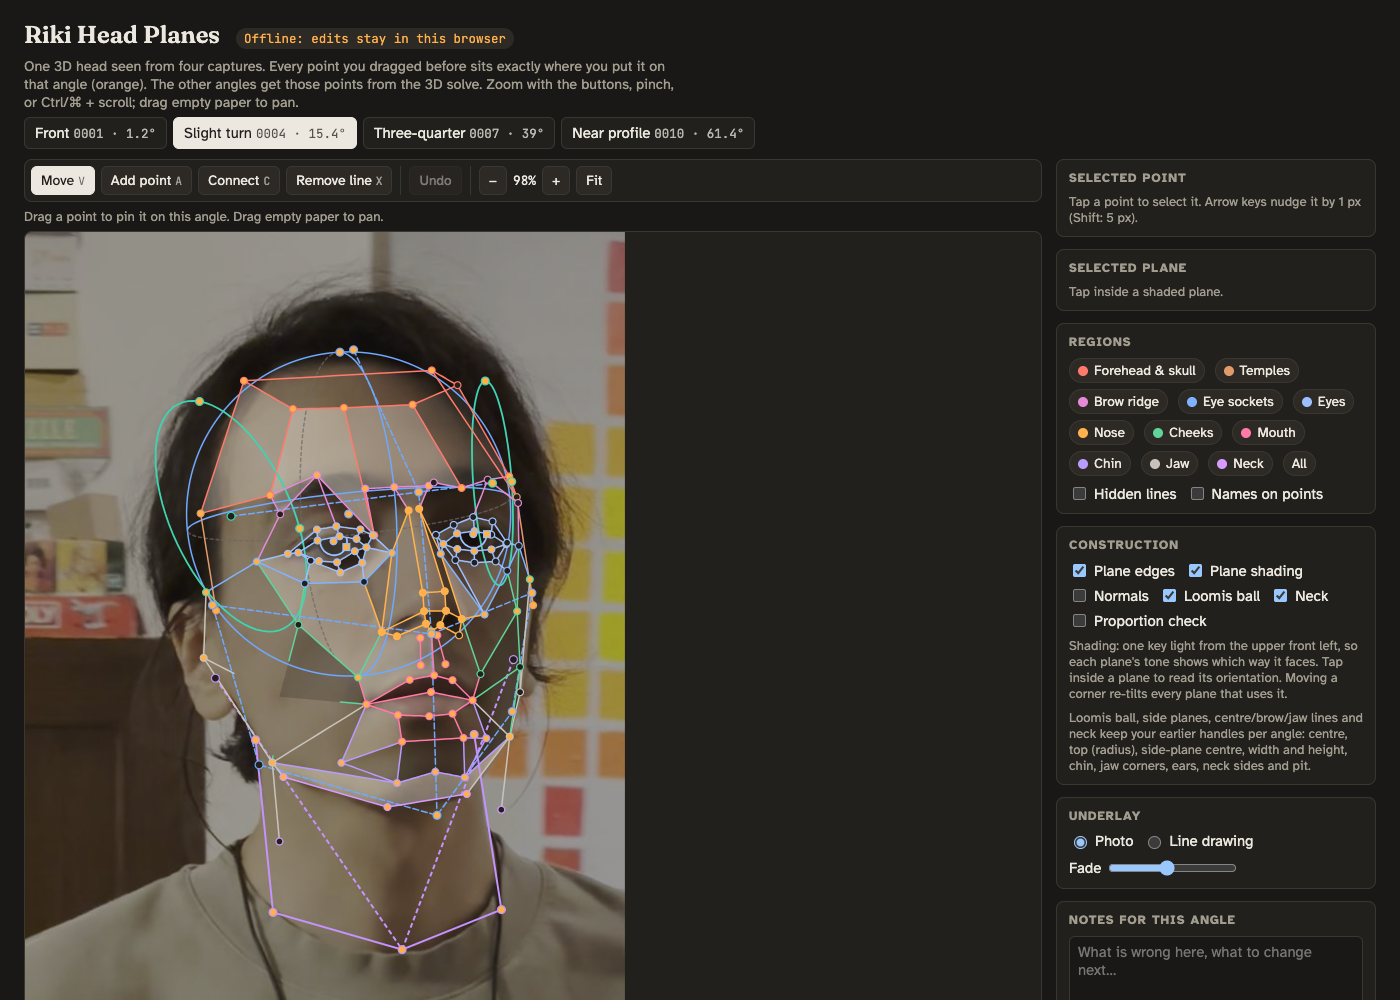 Riki Head Planes
Offline: edits stay in this browser
One 3D head seen from four captures. Every point you dragged before sits exactly where you put it on
that angle (orange). The other angles get those points from the 3D solve. Zoom with the buttons, pinch,
or Ctrl/⌘ + scroll; drag empty paper to pan.
Front 0001 · 1.2°
Slight turn 0004 · 15.4°
Three-quarter 0007 · 39°
Near profile 0010 · 61.4°
Move V
Add point A
Connect C
Remove line X
Undo
− 98% +
Fit
Drag a point to pin it on this angle. Drag empty paper to pan.
SELECTED POINT
Tap a point to select it. Arrow keys nudge it by 1 px
(Shift: 5 px).
SELECTED PLANE
Tap inside a shaded plane.
REGIONS
Forehead & skull
Temples
Brow ridge
Eye sockets
Eyes
Nose
Cheeks
Mouth
Chin
Jaw
Neck
All
Hidden lines
Names on points
CONSTRUCTION
Plane edges
Plane shading
Normals
Loomis ball
Neck
Proportion check
Shading: one key light from the upper front left, so
each plane's tone shows which way it faces. Tap
inside a plane to read its orientation. Moving a
corner re-tilts every plane that uses it.
Loomis ball, side planes, centre/brow/jaw lines and
neck keep your earlier handles per angle: centre,
top (radius), side-plane centre, width and height,
chin, jaw corners, ears, neck sides and pit.
UNDERLAY
Photo
Line drawing
Fade
NOTES FOR THIS ANGLE
What is wrong here, what to change
next...